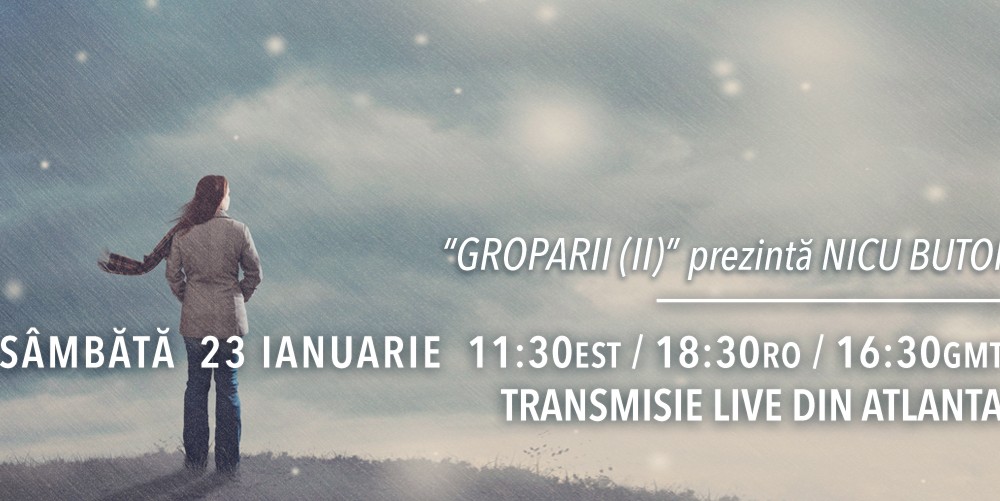 “GROPARII (II)” prezintă NICU BUTOI
SÂMBĂTĂ 23 IANUARIE 11:30EST / 18:30RO / 16:30GMT
TRANSMISIE LIVE DIN ATLANTA